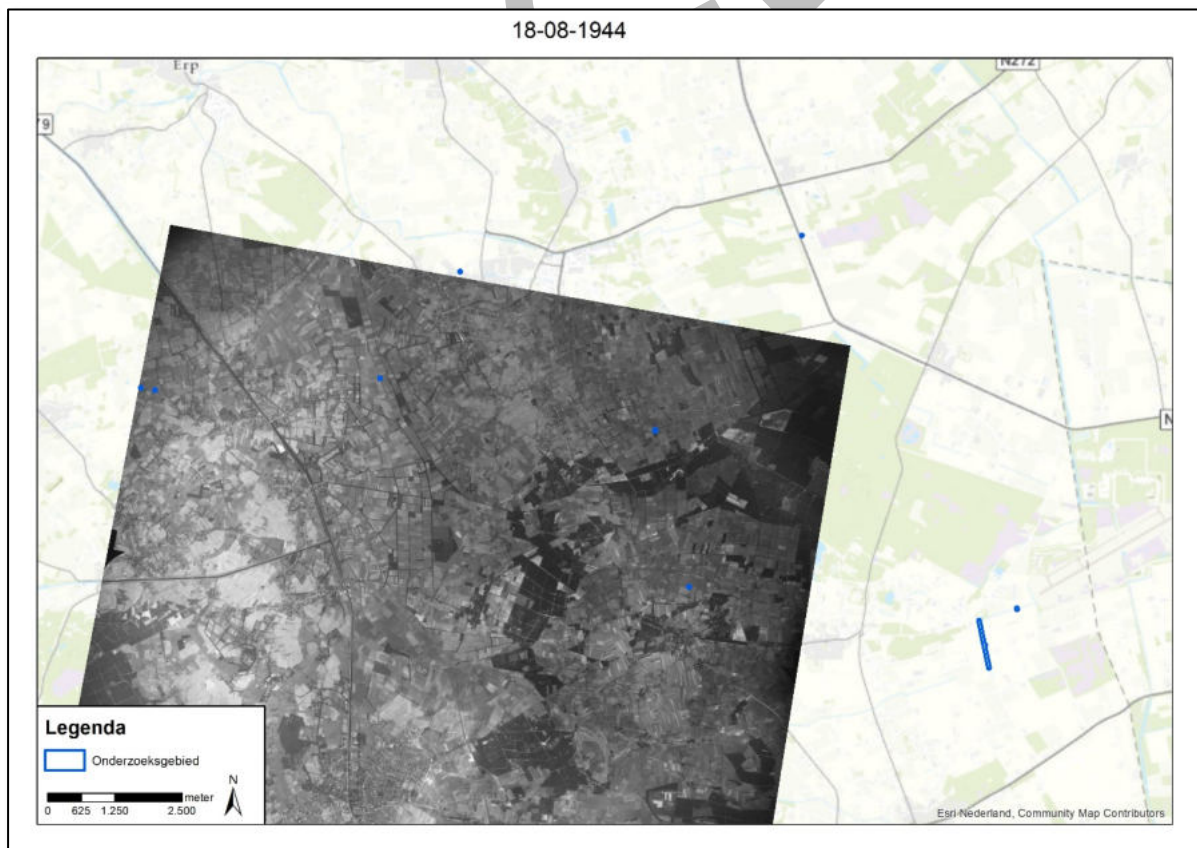 18-08-1944
Erp
N272
79
N
Legenda
Onderzoeksgebied
N
meter
0 625 1.250 2.500
Esri Nederland, Community Map Contributors